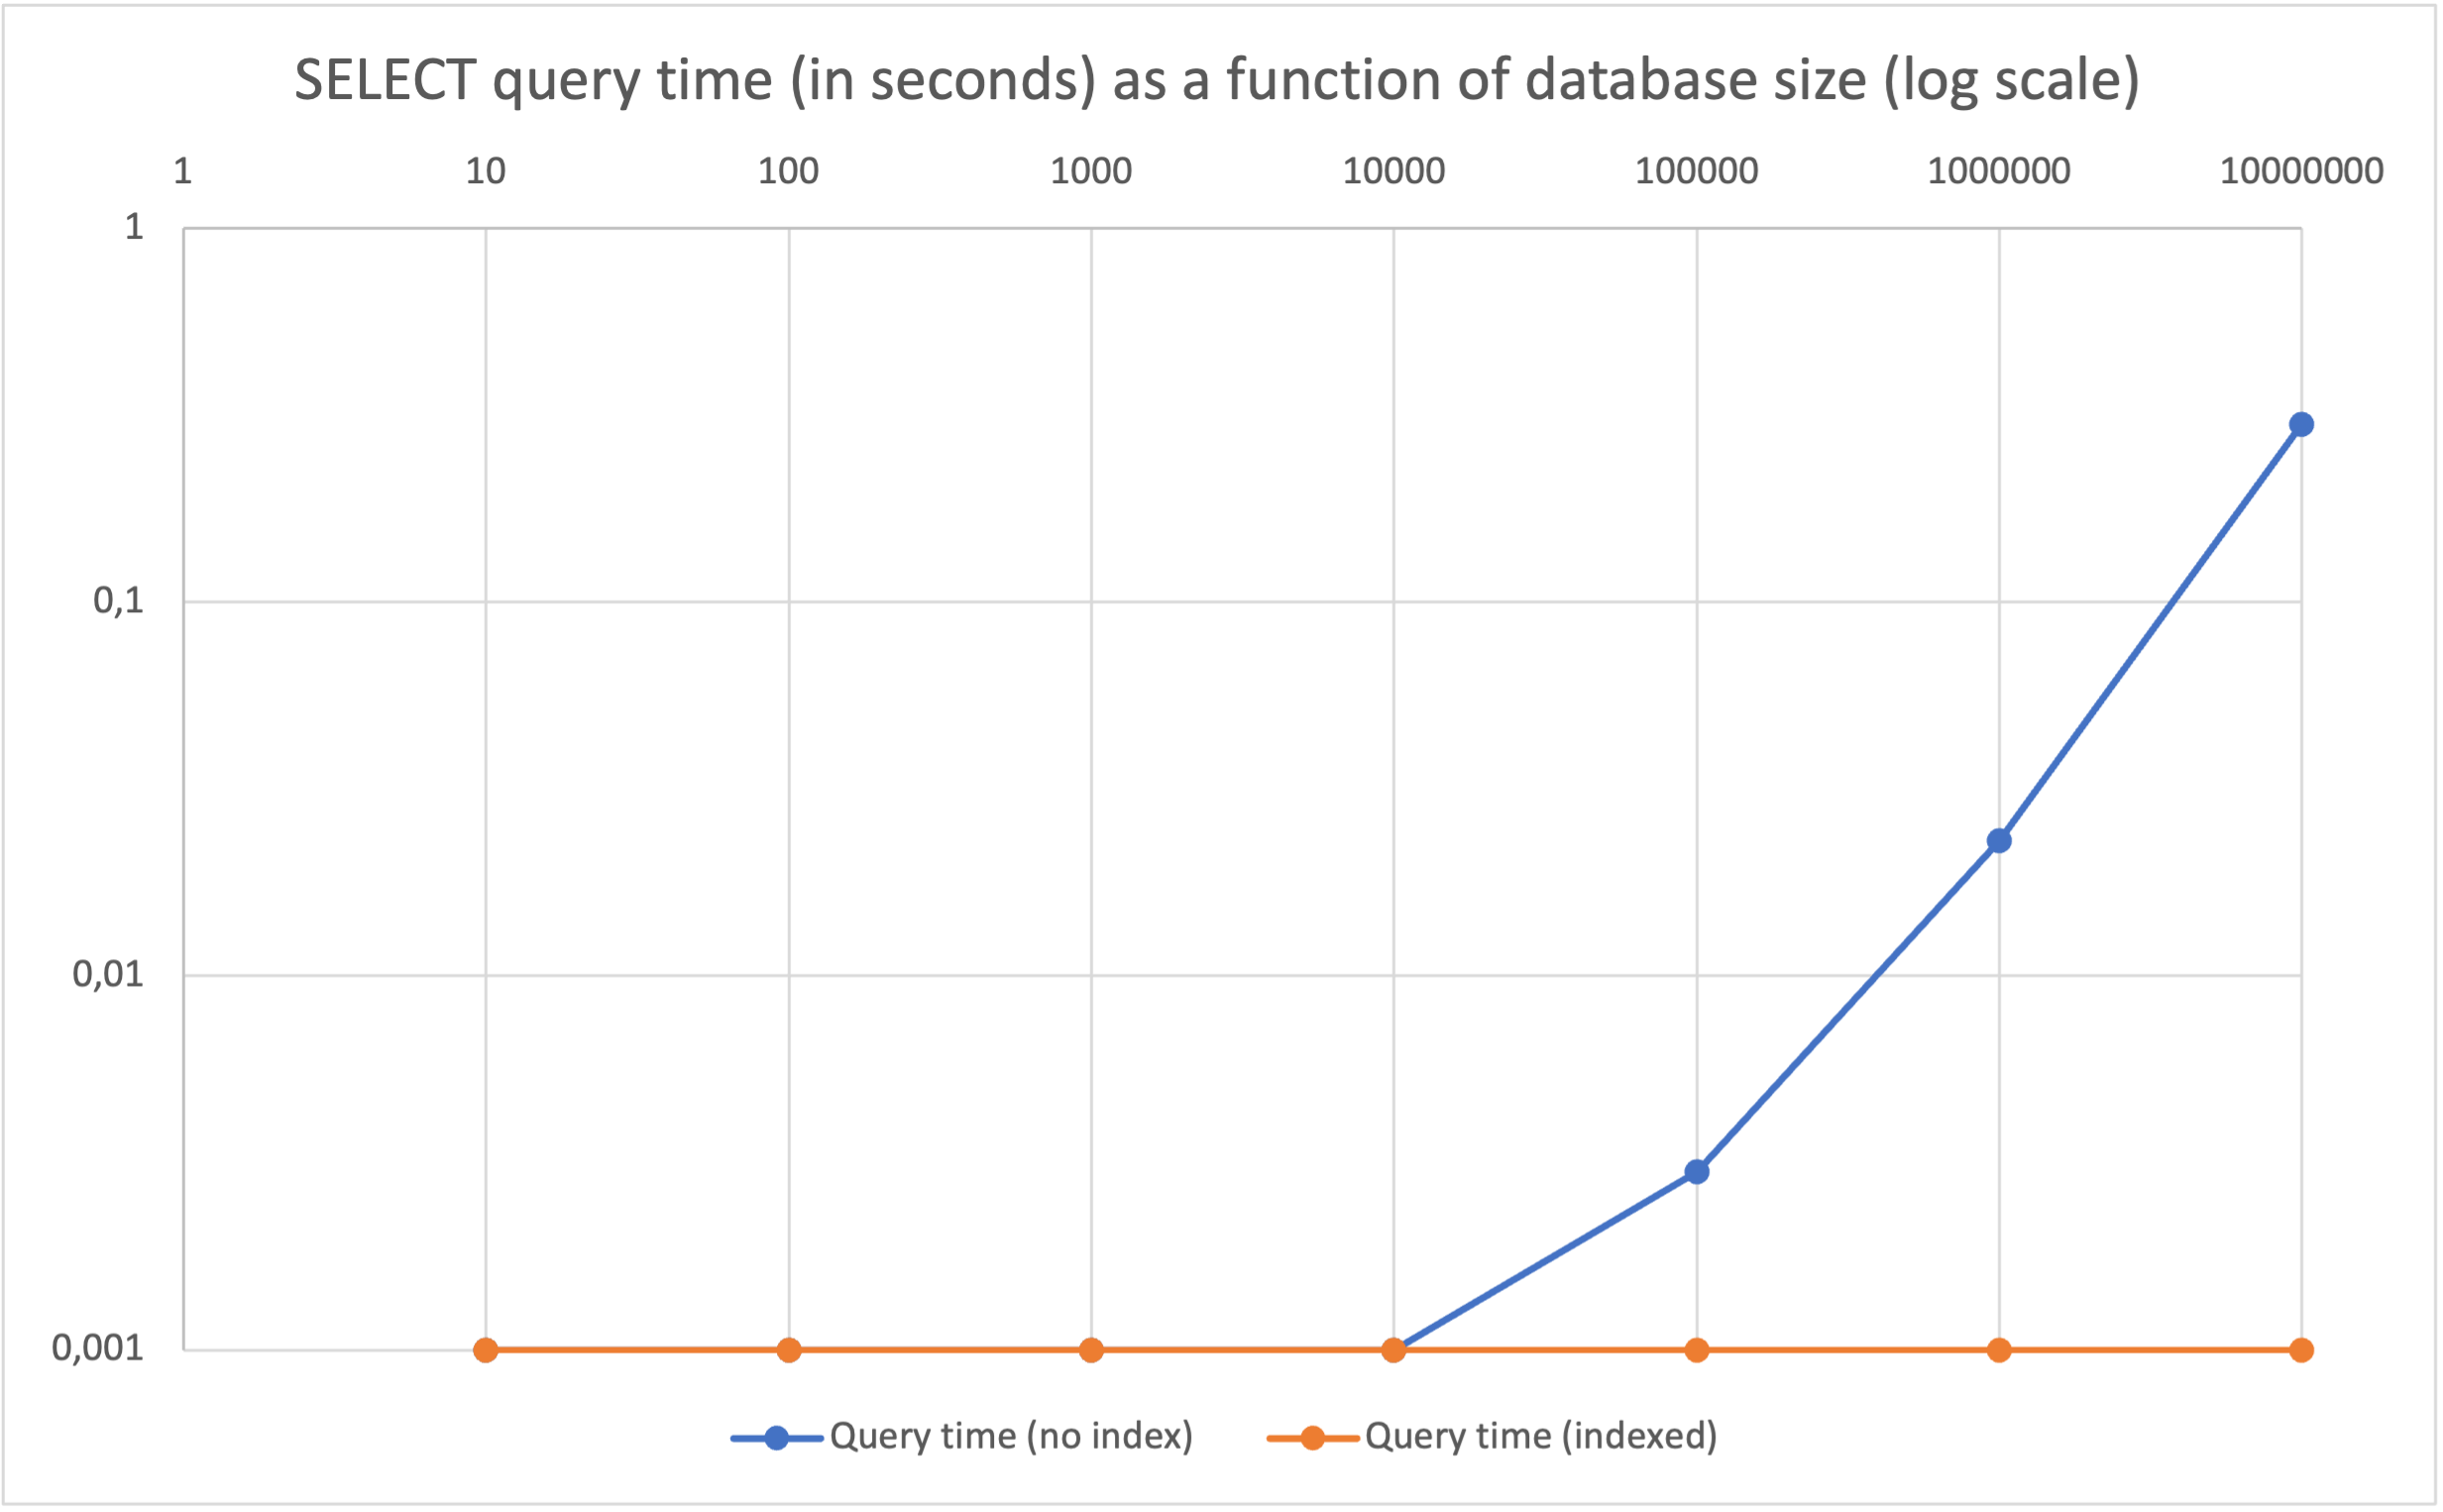 SELECT query time (in seconds) as a function of database size (log scale)
1 10 100 1000 10000 100000 1000000 10000000
1
0,1
0,01
0,001
Query time (no index) Query time (indexed)